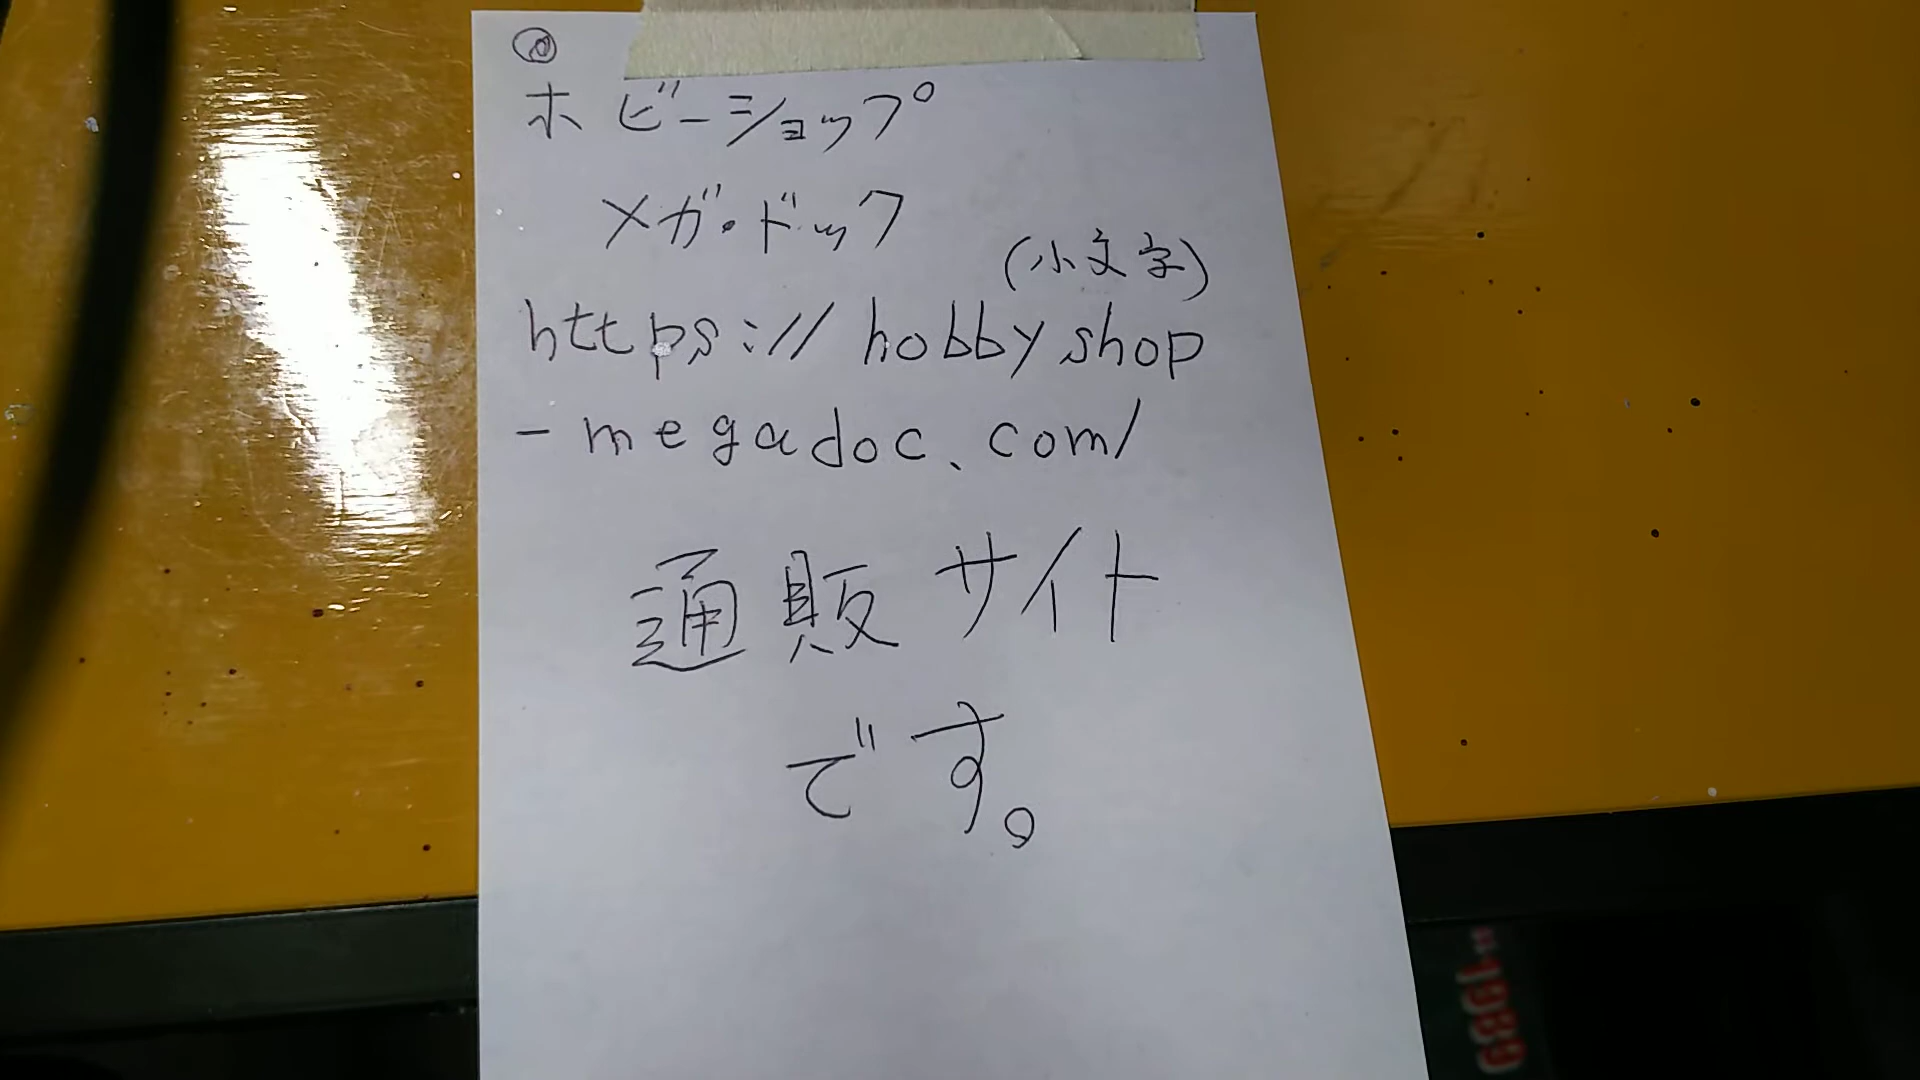 ホビーショップ
メガ・ドック
(小文字)
https://hobbyshop
-megadoc.com/
通販サイト
です。